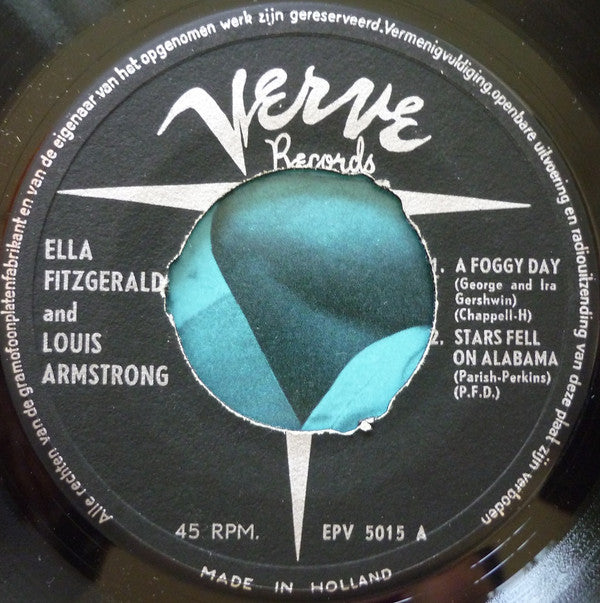 Alle rechten van de gramofoonplatenfabrikant en van de eigenaar van het opgenomen werk zijn gereserveerd. Vermenigvuldiging, openbare uitvoering en radiouitzending van deze plaat zijn verboden
Verve
Records
ELLA
FITZGERALD
and
LOUIS
ARMSTRONG
1. A FOGGY DAY
(George and Ira
Gershwin)
(Chappell-H)
2. STARS FELL
ON ALABAMA
(Parish-Perkins)
(P.F.D.)
45 RPM.
EPV 5015 A
MADE IN HOLLAND